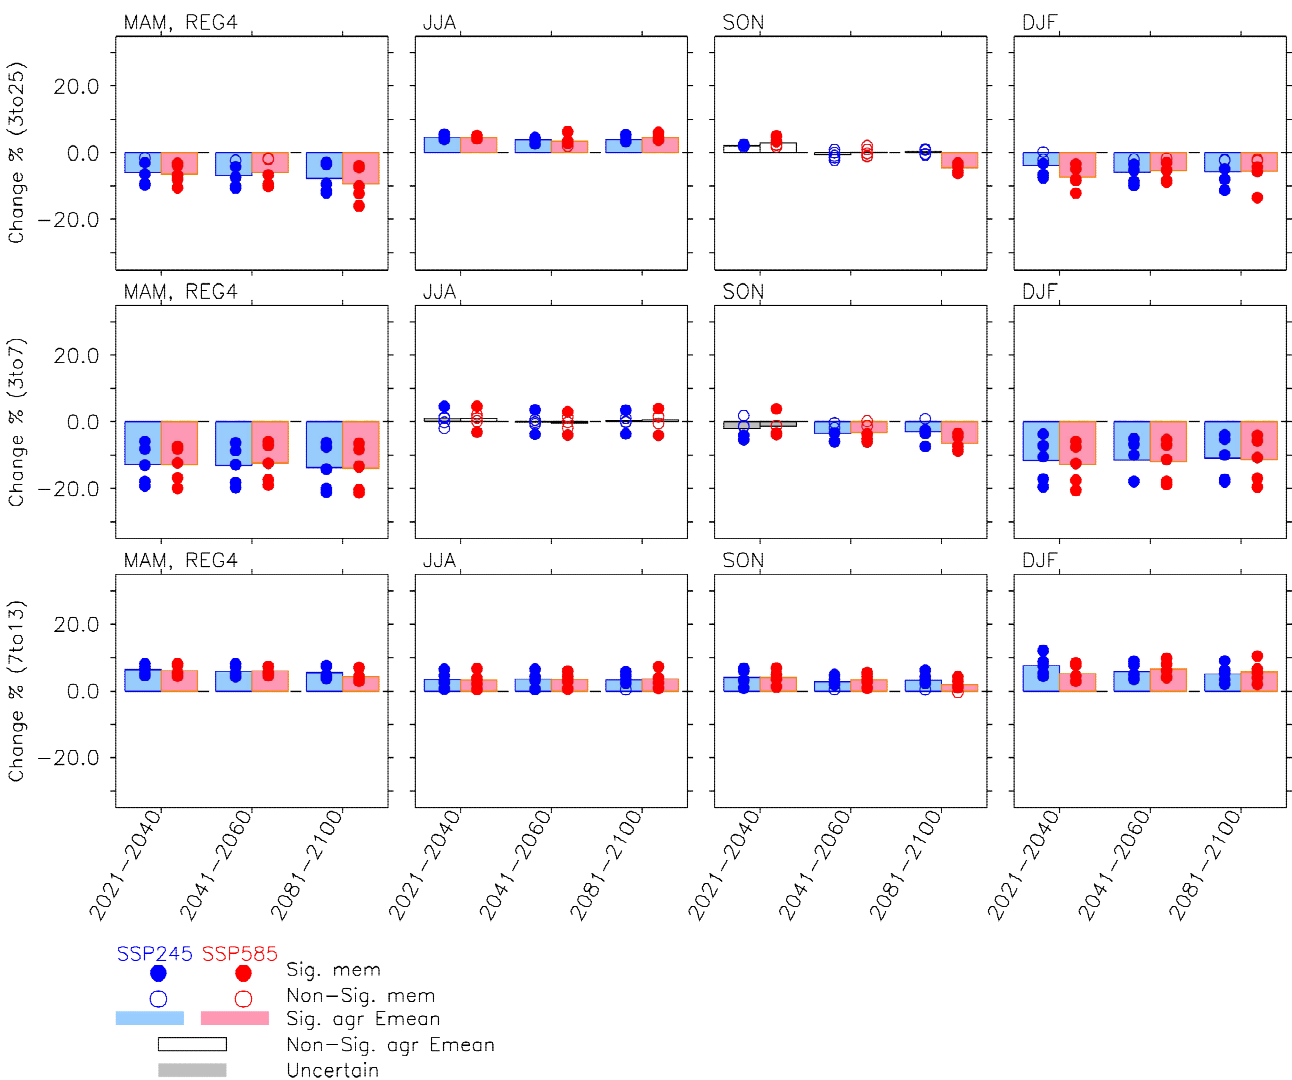 MAM, REG4 JJA SON DJF
Change % (3to25)
20.0
0.0
−20.0
MAM, REG4 JJA SON DJF
Change % (3to7)
20.0
0.0
−20.0
MAM, REG4 JJA SON DJF
Change % (7to13)
20.0
0.0
−20.0
2021−2040 2041−2060 2081−2100 2021−2040 2041−2060 2081−2100 2021−2040 2041−2060 2081−2100 2021−2040 2041−2060 2081−2100
SSP245 SSP585
Sig. mem
Non−Sig. mem
Sig. agr Emean
Non−Sig. agr Emean
Uncertain